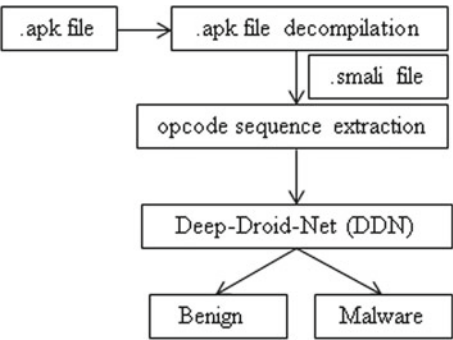 .apk file
.apk file decompilation
.smali file
opcode sequence extraction
Deep-Droid-Net (DDN)
Benign
Malware